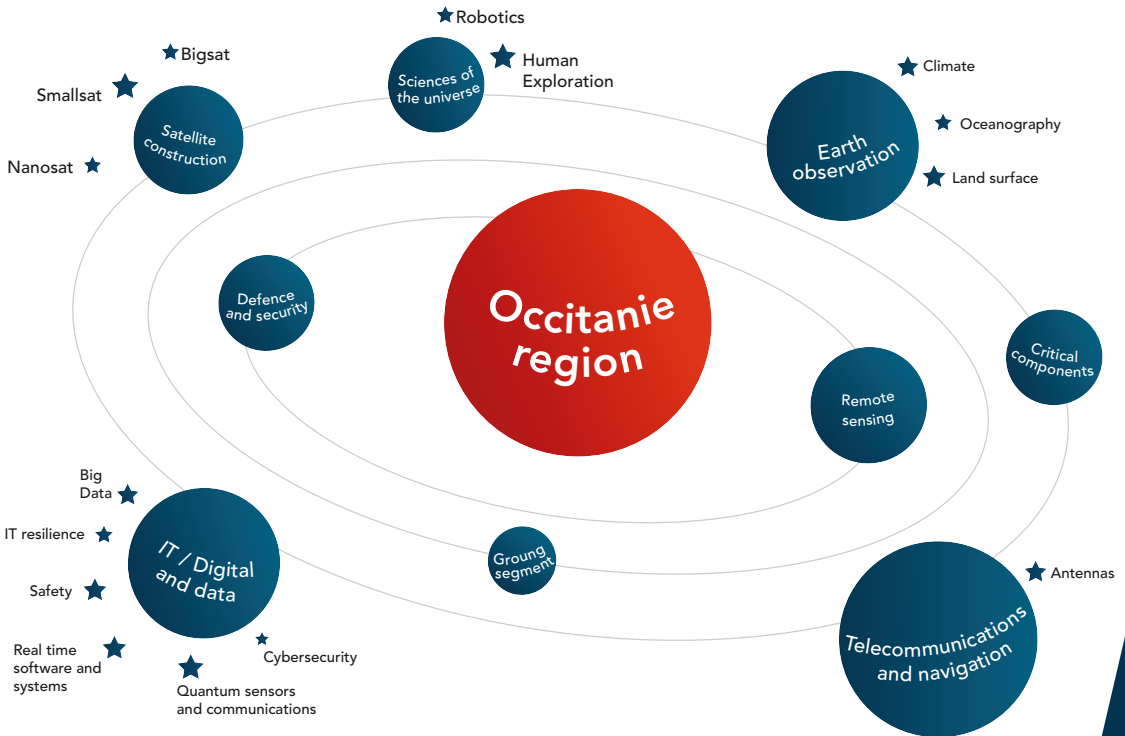 Robotics
Bigsat
Human
Exploration
Sciences of
the universe
Climate
Smallsat
Oceanography
Satellite
construction
Earth
observation
Nanosat
Land surface
Defence
and security
Occitanie
region
Critical
components
Remote
sensing
Big
Data
IT resilience
IT / Digital
and data
Groung
segment
Antennas
Safety
Telecommunications
and navigation
Real time
software and
systems
Cybersecurity
Quantum sensors
and communications